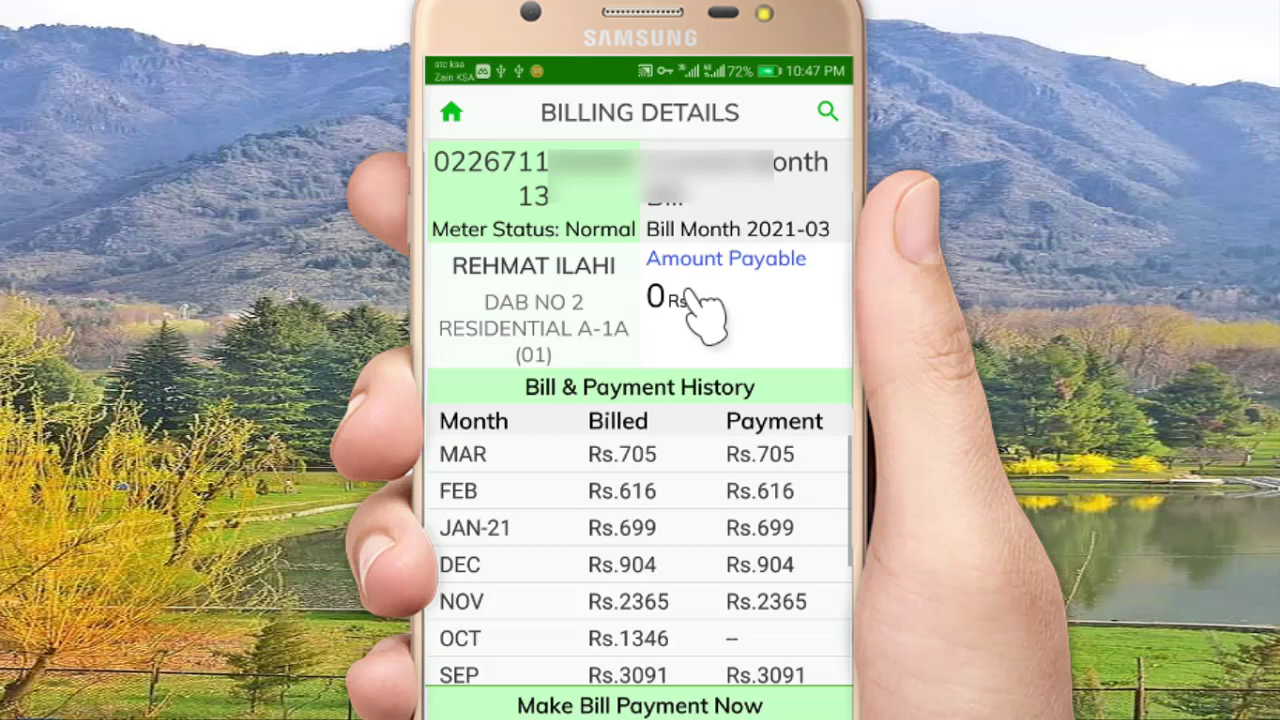 SAMSUNG
stc ksa
Zain KSA
72% 10:47 PM
BILLING DETAILS
0226711
13
onth
Meter Status: Normal
Bill Month 2021-03
REHMAT ILAHI
DAB NO 2
RESIDENTIAL A-1A
(01)
Amount Payable
0 Rs
Bill & Payment History
Month Billed Payment
MAR Rs.705 Rs.705
FEB Rs.616 Rs.616
JAN-21 Rs.699 Rs.699
DEC Rs.904 Rs.904
NOV Rs.2365 Rs.2365
OCT Rs.1346 --
SEP Rs.3091 Rs.3091
Make Bill Payment Now